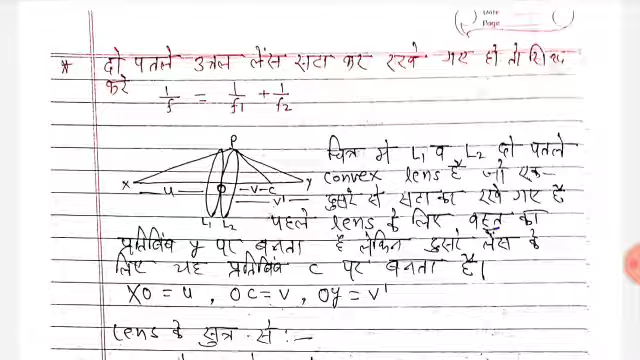 Date
Page
* दो पतले उत्तल लेंस सटा कर रखे गए हो तो सिद्ध
करे 1/f = 1/f1 + 1/f2
P
चित्र में L1 व L2 दो पतले
convex lens है जो एक-
दुसरे से सटा कर रखे गए है
X u O V C y
V'
L1 L2
पहले lens के लिए वस्तु का
प्रतिबिंब y पर बनता है लेकिन दुसरे लेंस के
लिए यह प्रतिबिंब C पर बनता है।
XO = u , OC = V , Oy = V'
Lens के सुत्र से :-